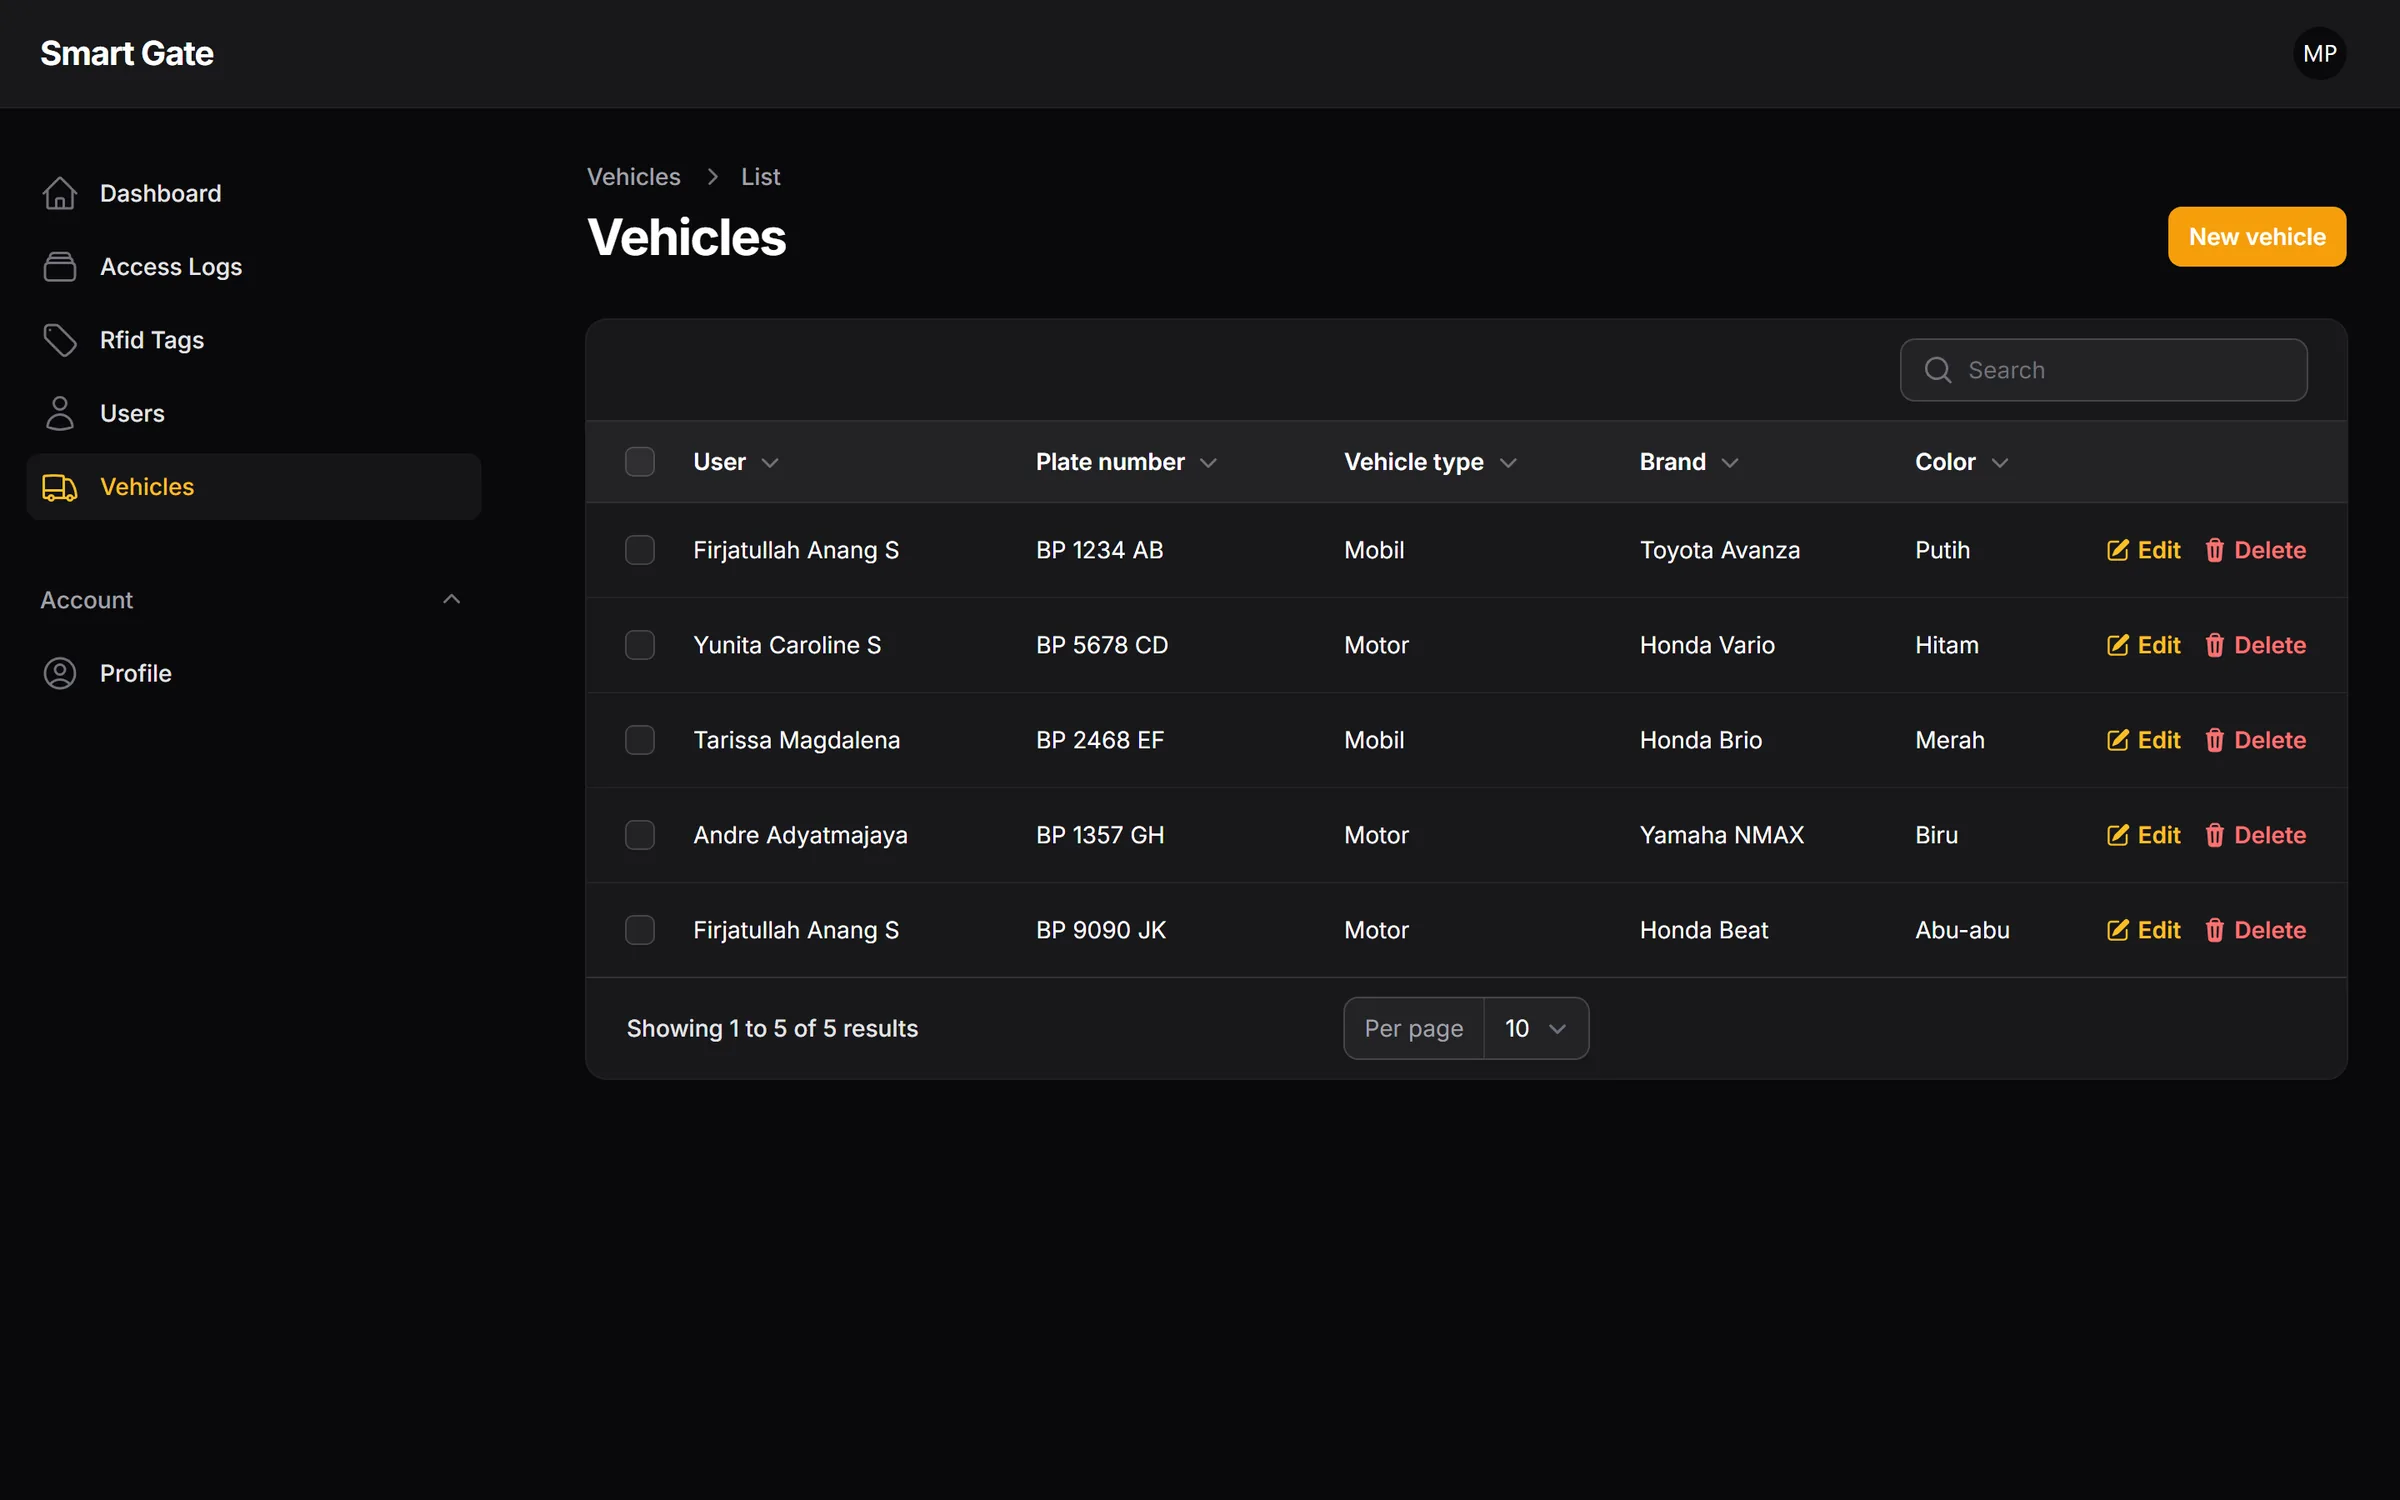 Smart Gate
MP
Dashboard
Access Logs
Rfid Tags
Users
Vehicles
Account
Profile
Vehicles > List
Vehicles
New vehicle
Search
User Plate number Vehicle type Brand Color
Firjatullah Anang S BP 1234 AB Mobil Toyota Avanza Putih Edit Delete
Yunita Caroline S BP 5678 CD Motor Honda Vario Hitam Edit Delete
Tarissa Magdalena BP 2468 EF Mobil Honda Brio Merah Edit Delete
Andre Adyatmajaya BP 1357 GH Motor Yamaha NMAX Biru Edit Delete
Firjatullah Anang S BP 9090 JK Motor Honda Beat Abu-abu Edit Delete
Showing 1 to 5 of 5 results Per page 10